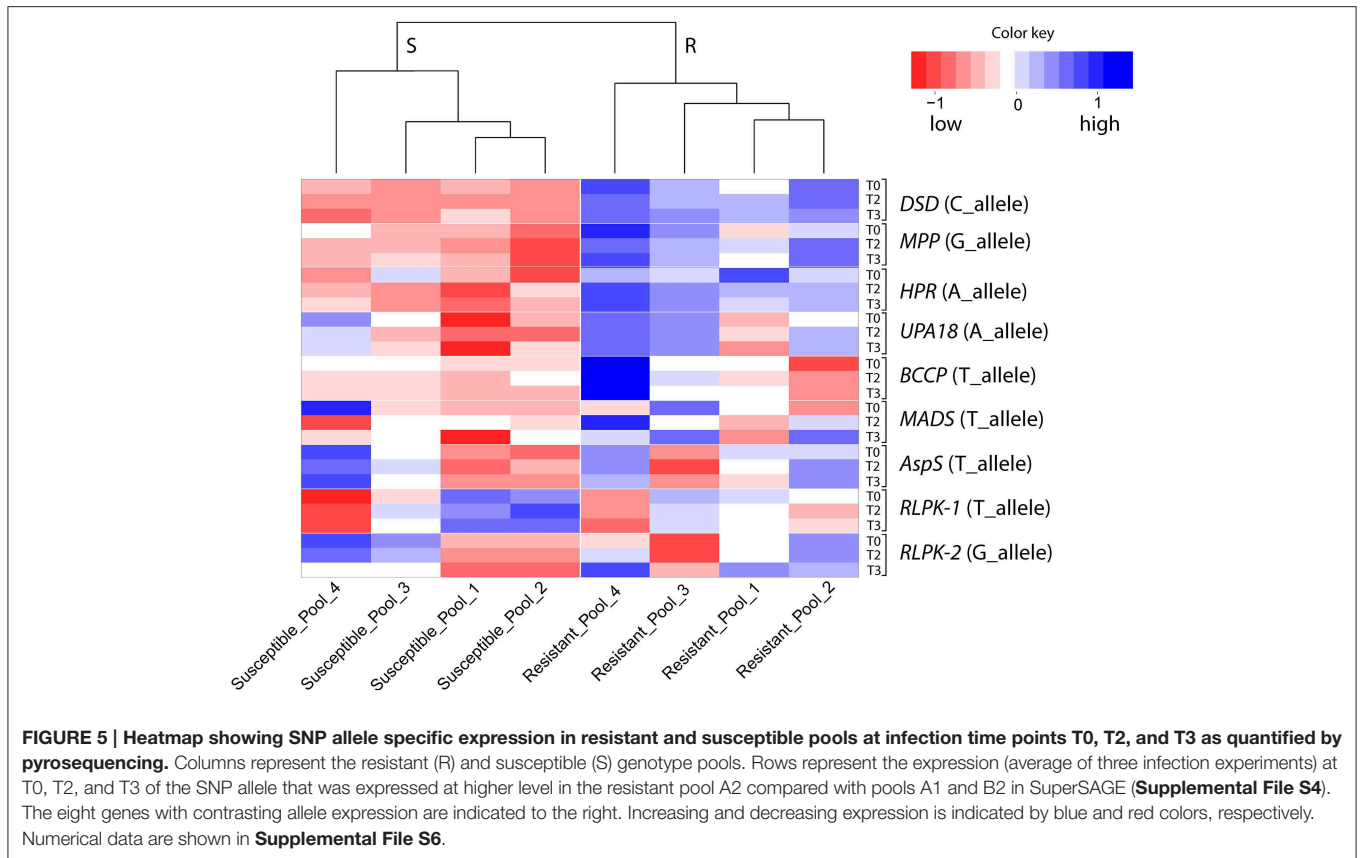 S
R
Color key
−1
0
1
low
high
T0
T2
T3
DSD (C_allele)
T0
T2
T3
MPP (G_allele)
T0
T2
T3
HPR (A_allele)
T0
T2
T3
UPA18 (A_allele)
T0
T2
T3
BCCP (T_allele)
T0
T2
T3
MADS (T_allele)
T0
T2
T3
AspS (T_allele)
T0
T2
T3
RLPK-1 (T_allele)
T0
T2
T3
RLPK-2 (G_allele)
Susceptible_Pool_4
Susceptible_Pool_3
Susceptible_Pool_1
Susceptible_Pool_2
Resistant_Pool_4
Resistant_Pool_3
Resistant_Pool_1
Resistant_Pool_2
FIGURE 5 | Heatmap showing SNP allele specific expression in resistant and susceptible pools at infection time points T0, T2, and T3 as quantified by
pyrosequencing. Columns represent the resistant (R) and susceptible (S) genotype pools. Rows represent the expression (average of three infection experiments) at
T0, T2, and T3 of the SNP allele that was expressed at higher level in the resistant pool A2 compared with pools A1 and B2 in SuperSAGE (Supplemental File S4).
The eight genes with contrasting allele expression are indicated to the right. Increasing and decreasing expression is indicated by blue and red colors, respectively.
Numerical data are shown in Supplemental File S6.